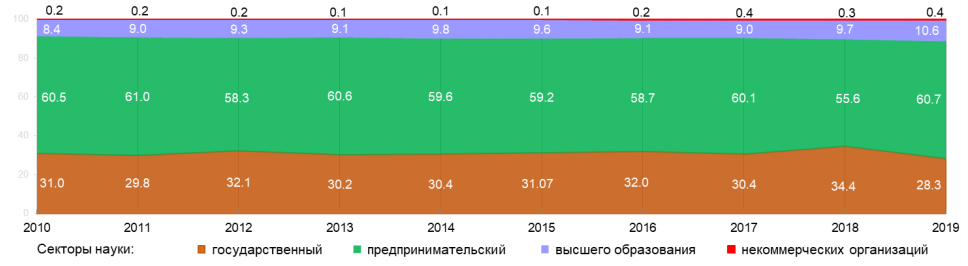 0.2 0.2 0.2 0.1 0.1 0.1 0.2 0.4 0.3 0.4
100
8.4 9.0 9.3 9.1 9.8 9.6 9.1 9.0 9.7 10.6
80
60.5 61.0 58.3 60.6 59.6 59.2 58.7 60.1 55.6 60.7
60
40
20
31.0 29.8 32.1 30.2 30.4 31.07 32.0 30.4 34.4 28.3
0
2010 2011 2012 2013 2014 2015 2016 2017 2018 2019
Секторы науки: государственный предпринимательский высшего образования некоммерческих организаций